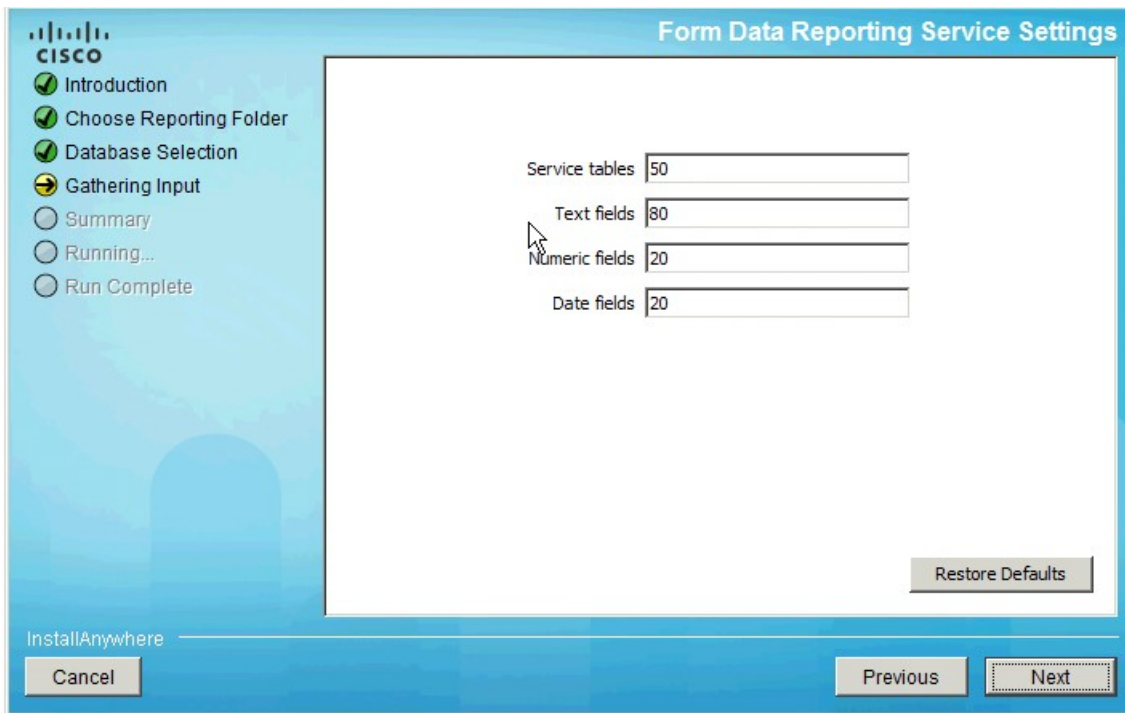 Form Data Reporting Service Settings
CISCO
Introduction
Choose Reporting Folder
Database Selection
Gathering Input
Summary
Running...
Run Complete
Service tables 50
Text fields 80
Numeric fields 20
Date fields 20
Restore Defaults
InstallAnywhere
Cancel Previous Next